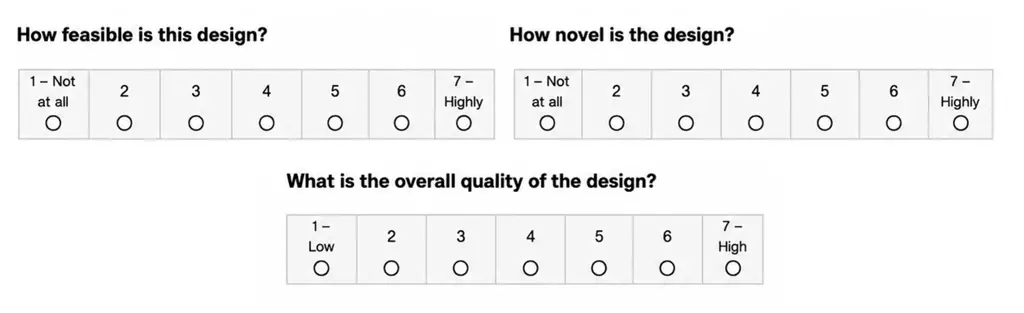 How feasible is this design?
1 – Not at all 2 3 4 5 6 7 – Highly
How novel is the design?
1 – Not at all 2 3 4 5 6 7 – Highly
What is the overall quality of the design?
1 – Low 2 3 4 5 6 7 – High